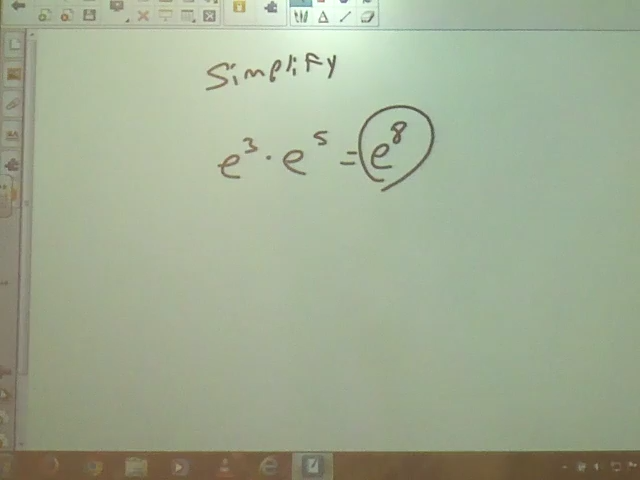 Simplify
e³ · e⁵ = e⁸